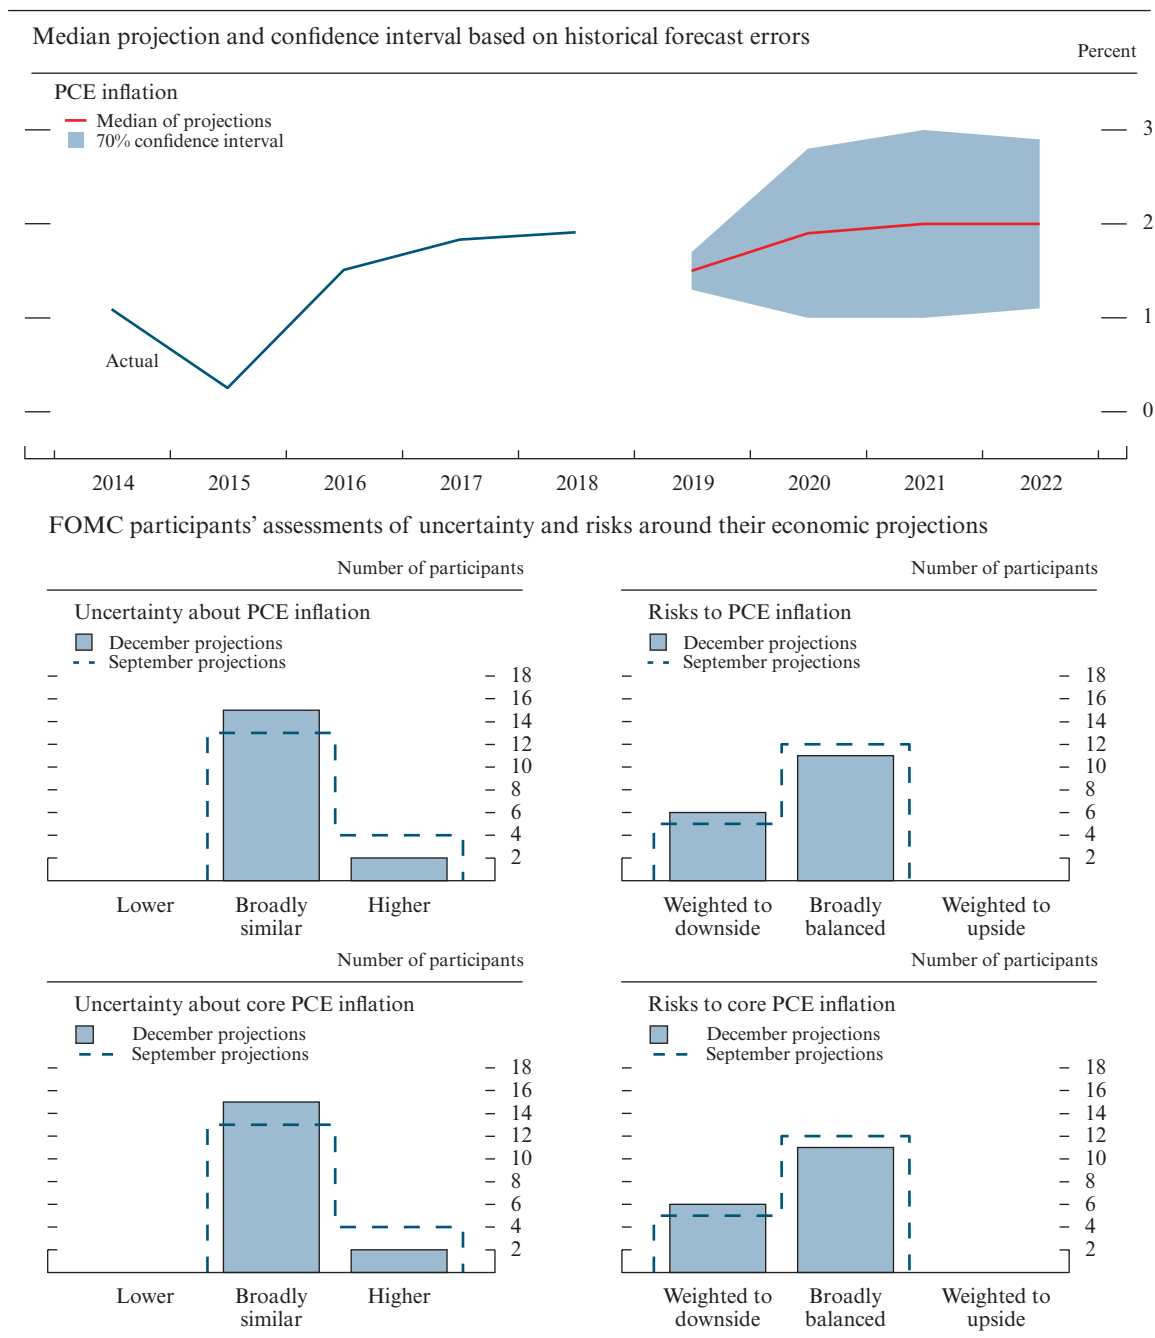 Median projection and confidence interval based on historical forecast errors
Percent
PCE inflation
Median of projections
70% confidence interval
3
2
1
0
Actual
2014 2015 2016 2017 2018 2019 2020 2021 2022
FOMC participants’ assessments of uncertainty and risks around their economic projections
Number of participants
Uncertainty about PCE inflation
December projections
September projections
18
16
14
12
10
8
6
4
2
Lower Broadly similar Higher
Number of participants
Risks to PCE inflation
December projections
September projections
18
16
14
12
10
8
6
4
2
Weighted to downside Broadly balanced Weighted to upside
Number of participants
Uncertainty about core PCE inflation
December projections
September projections
18
16
14
12
10
8
6
4
2
Lower Broadly similar Higher
Number of participants
Risks to core PCE inflation
December projections
September projections
18
16
14
12
10
8
6
4
2
Weighted to downside Broadly balanced Weighted to upside